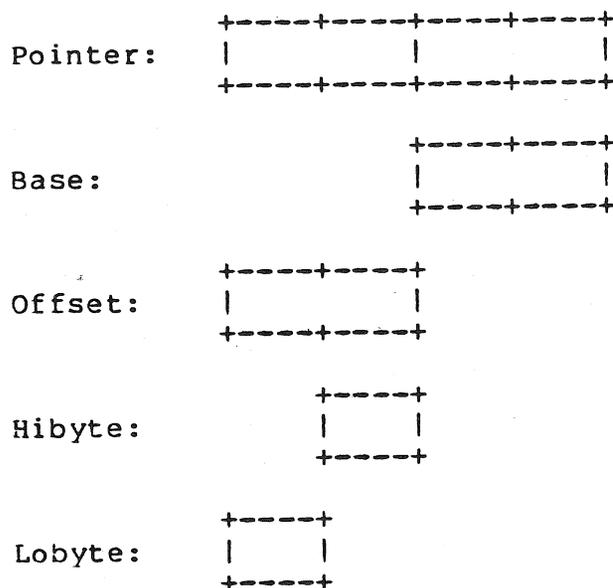 +----+----+----+----+
Pointer: |         |         |
+----+----+----+----+
+----+----+
Base: |         |
+----+----+
+----+----+
Offset: |         |
+----+----+
+----+
Hibyte: |    |
+----+
+----+
Lobyte: |    |
+----+